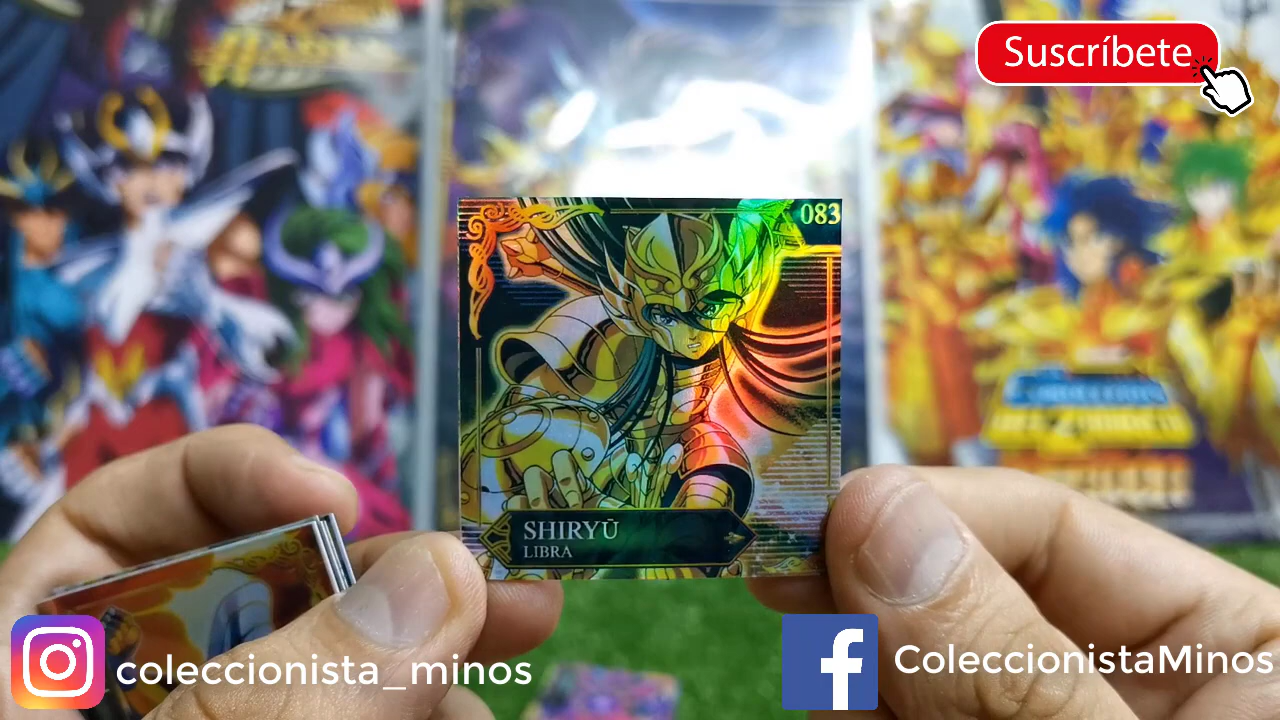 Suscríbete
083
SHIRYŪ
LIBRA
coleccionista_minos
ColeccionistaMinos